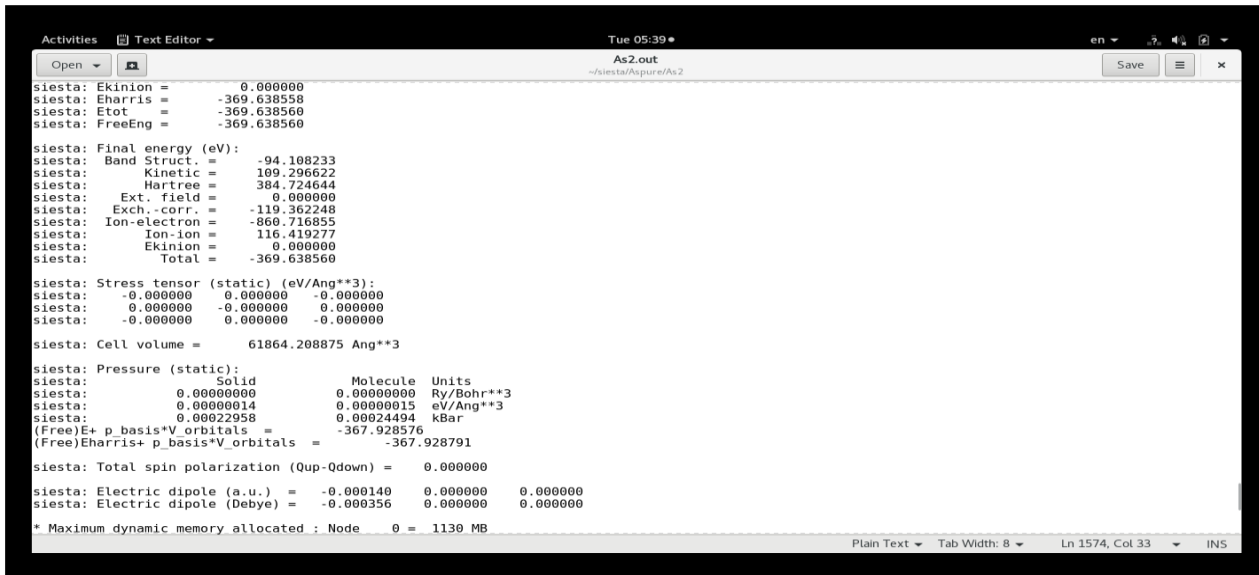 Activities Text Editor Tue 05:39 en
Open As2.out Save
~/siesta/Aspure/As2
siesta: Ekinion = 0.000000
siesta: Eharris = -369.638558
siesta: Etot = -369.638560
siesta: FreeEng = -369.638560
siesta: Final energy (eV):
siesta: Band Struct. = -94.108233
siesta: Kinetic = 109.296622
siesta: Hartree = 384.724644
siesta: Ext. field = 0.000000
siesta: Exch.-corr. = -119.362248
siesta: Ion-electron = -860.716855
siesta: Ion-ion = 116.419277
siesta: Ekinion = 0.000000
siesta: Total = -369.638560
siesta: Stress tensor (static) (eV/Ang**3):
siesta: -0.000000 0.000000 -0.000000
siesta: 0.000000 -0.000000 0.000000
siesta: -0.000000 0.000000 -0.000000
siesta: Cell volume = 61864.208875 Ang**3
siesta: Pressure (static):
siesta: Solid Molecule Units
siesta: 0.00000000 0.00000000 Ry/Bohr**3
siesta: 0.00000014 0.00000015 eV/Ang**3
siesta: 0.00022958 0.00024494 kBar
(Free)E+ p_basis*V_orbitals = -367.928576
(Free)Eharris+ p_basis*V_orbitals = -367.928791
siesta: Total spin polarization (Qup-Qdown) = 0.000000
siesta: Electric dipole (a.u.) = -0.000140 0.000000 0.000000
siesta: Electric dipole (Debye) = -0.000356 0.000000 0.000000
* Maximum dynamic memory allocated : Node 0 = 1130 MB
Plain Text Tab Width: 8 Ln 1574, Col 33 INS